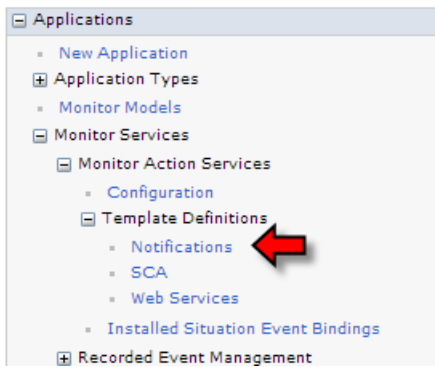 Applications
New Application
Application Types
Monitor Models
Monitor Services
Monitor Action Services
Configuration
Template Definitions
Notifications
SCA
Web Services
Installed Situation Event Bindings
Recorded Event Management